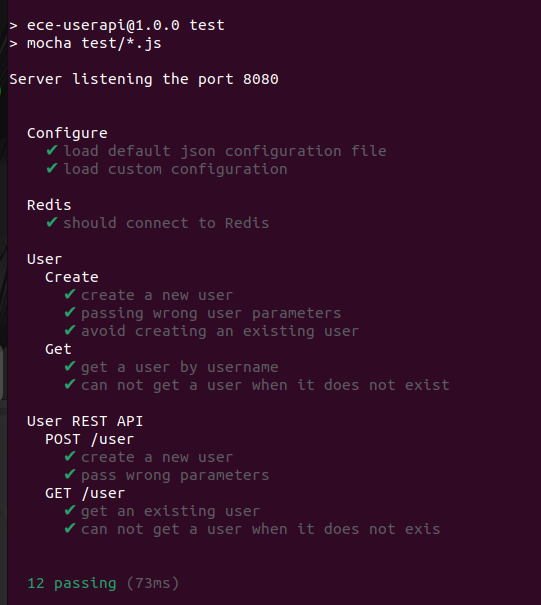 > ece-userapi@1.0.0 test
> mocha test/*.js
Server listening the port 8080
Configure
✔ load default json configuration file
✔ load custom configuration
Redis
✔ should connect to Redis
User
Create
✔ create a new user
✔ passing wrong user parameters
✔ avoid creating an existing user
Get
✔ get a user by username
✔ can not get a user when it does not exist
User REST API
POST /user
✔ create a new user
✔ pass wrong parameters
GET /user
✔ get an existing user
✔ can not get a user when it does not exis
12 passing (73ms)